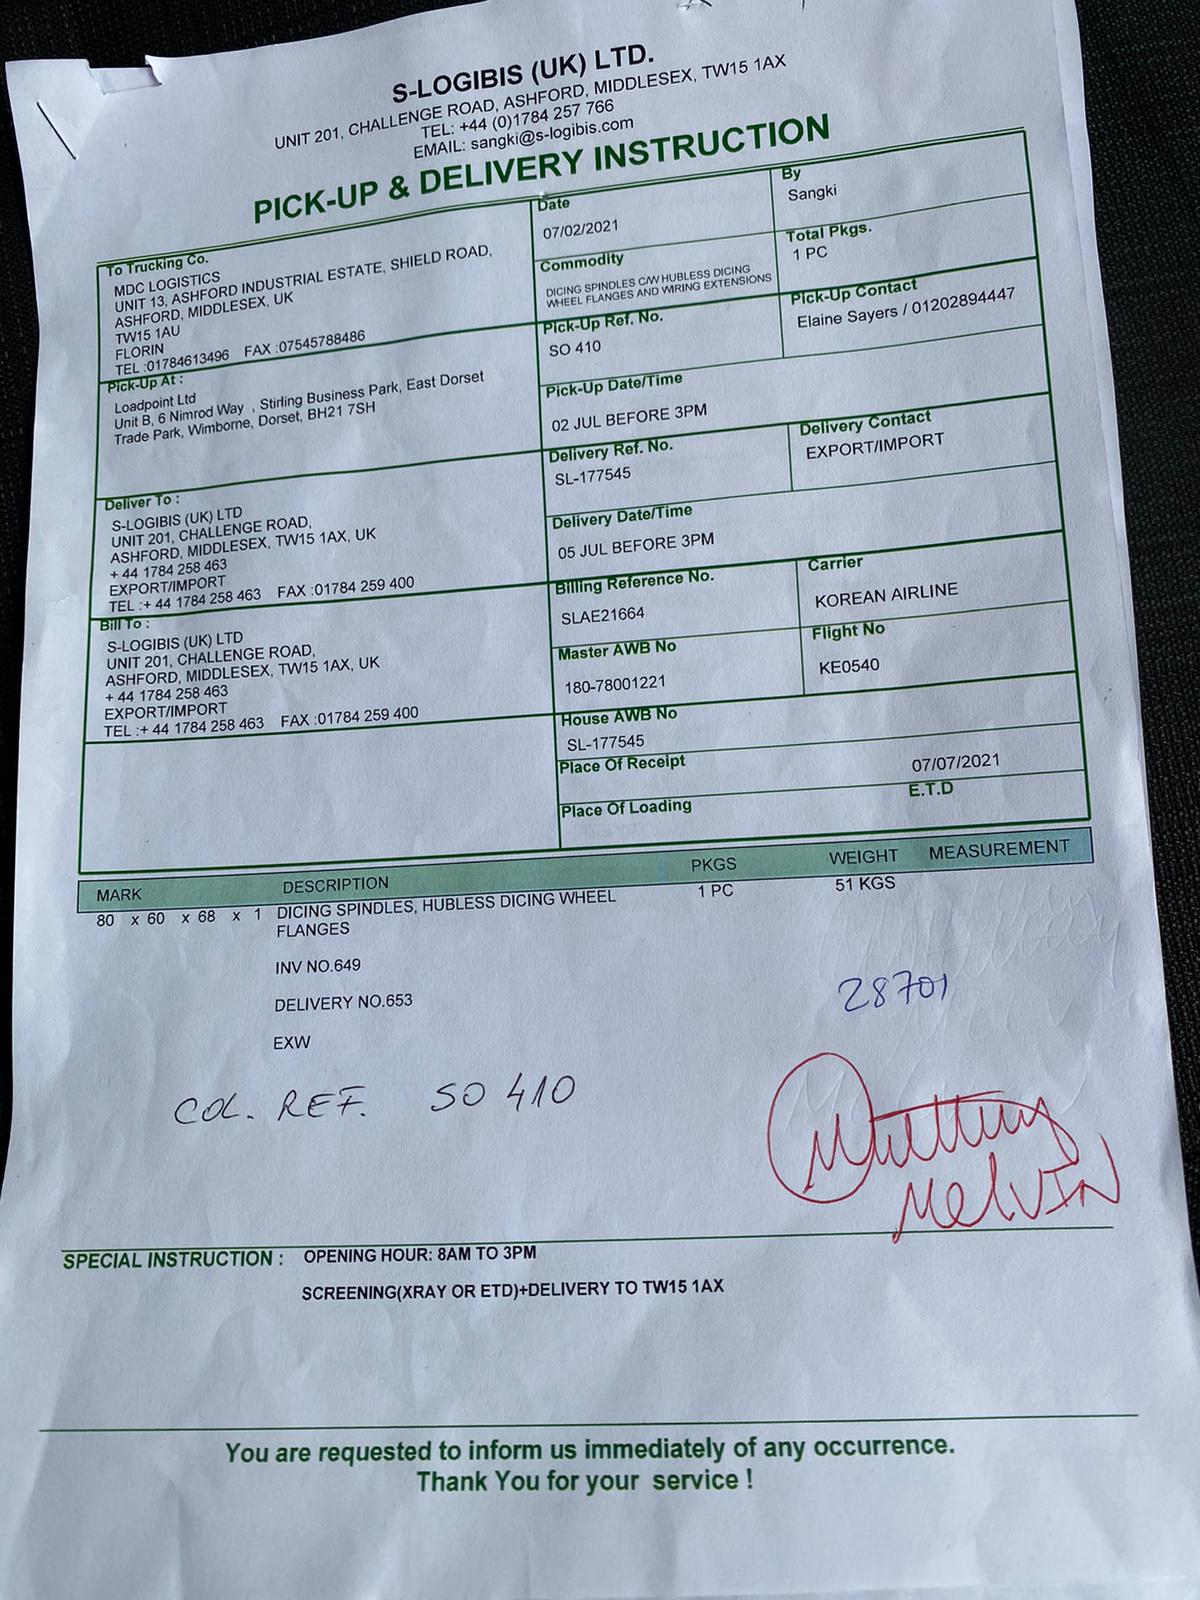 S-LOGIBIS (UK) LTD.
UNIT 201, CHALLENGE ROAD, ASHFORD, MIDDLESEX, TW15 1AX
TEL: +44 (0)1784 257 766
EMAIL: sangki@s-logibis.com
PICK-UP & DELIVERY INSTRUCTION
To Trucking Co.
MDC LOGISTICS
UNIT 13, ASHFORD INDUSTRIAL ESTATE, SHIELD ROAD,
ASHFORD, MIDDLESEX, UK
TW15 1AU
FLORIN
TEL :01784613496 FAX :07545788486
Date
07/02/2021
By
Sangki
Commodity
DICING SPINDLES C/W HUBLESS DICING
WHEEL FLANGES AND WIRING EXTENSIONS
Total Pkgs.
1 PC
Pick-Up At :
Loadpoint Ltd
Unit B, 6 Nimrod Way , Stirling Business Park, East Dorset
Trade Park, Wimborne, Dorset, BH21 7SH
Pick-Up Ref. No.
SO 410
Pick-Up Contact
Elaine Sayers / 01202894447
Pick-Up Date/Time
02 JUL BEFORE 3PM
Deliver To :
S-LOGIBIS (UK) LTD
UNIT 201, CHALLENGE ROAD,
ASHFORD, MIDDLESEX, TW15 1AX, UK
+ 44 1784 258 463
EXPORT/IMPORT
TEL :+ 44 1784 258 463 FAX :01784 259 400
Delivery Ref. No.
SL-177545
Delivery Contact
EXPORT/IMPORT
Delivery Date/Time
05 JUL BEFORE 3PM
Bill To :
S-LOGIBIS (UK) LTD
UNIT 201, CHALLENGE ROAD,
ASHFORD, MIDDLESEX, TW15 1AX, UK
+ 44 1784 258 463
EXPORT/IMPORT
TEL :+ 44 1784 258 463 FAX :01784 259 400
Billing Reference No.
SLAE21664
Carrier
KOREAN AIRLINE
Master AWB No
180-78001221
Flight No
KE0540
House AWB No
SL-177545
Place Of Receipt
07/07/2021
Place Of Loading
E.T.D
MARK DESCRIPTION PKGS WEIGHT MEASUREMENT
80 x 60 x 68 x 1 DICING SPINDLES, HUBLESS DICING WHEEL 1 PC 51 KGS
FLANGES
INV NO.649
DELIVERY NO.653
EXW
28701
COL. REF. SO 410
MelVIN
SPECIAL INSTRUCTION : OPENING HOUR: 8AM TO 3PM
SCREENING(XRAY OR ETD)+DELIVERY TO TW15 1AX
You are requested to inform us immediately of any occurrence.
Thank You for your service !